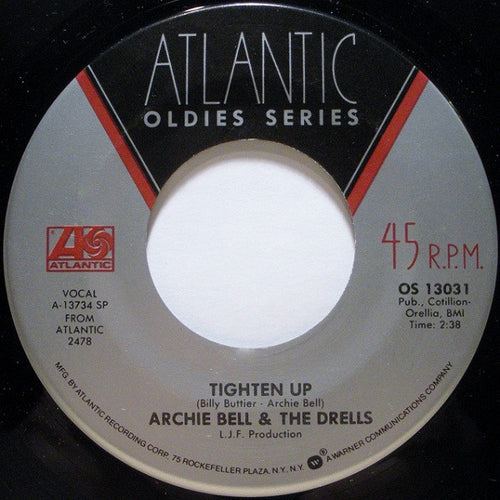 ATLANTIC
OLDIES SERIES
ATLANTIC
45 R.P.M.
VOCAL
A-13734 SP
FROM
ATLANTIC
2478
OS 13031
Pub., Cotillion-
Orellia, BMI
Time: 2:38
TIGHTEN UP
(Billy Buttier - Archie Bell)
ARCHIE BELL & THE DRELLS
L.J.F. Production
MFG. BY ATLANTIC RECORDING CORP. 75 ROCKEFELLER PLAZA, N.Y. N.Y. ® A WARNER COMMUNICATIONS COMPANY